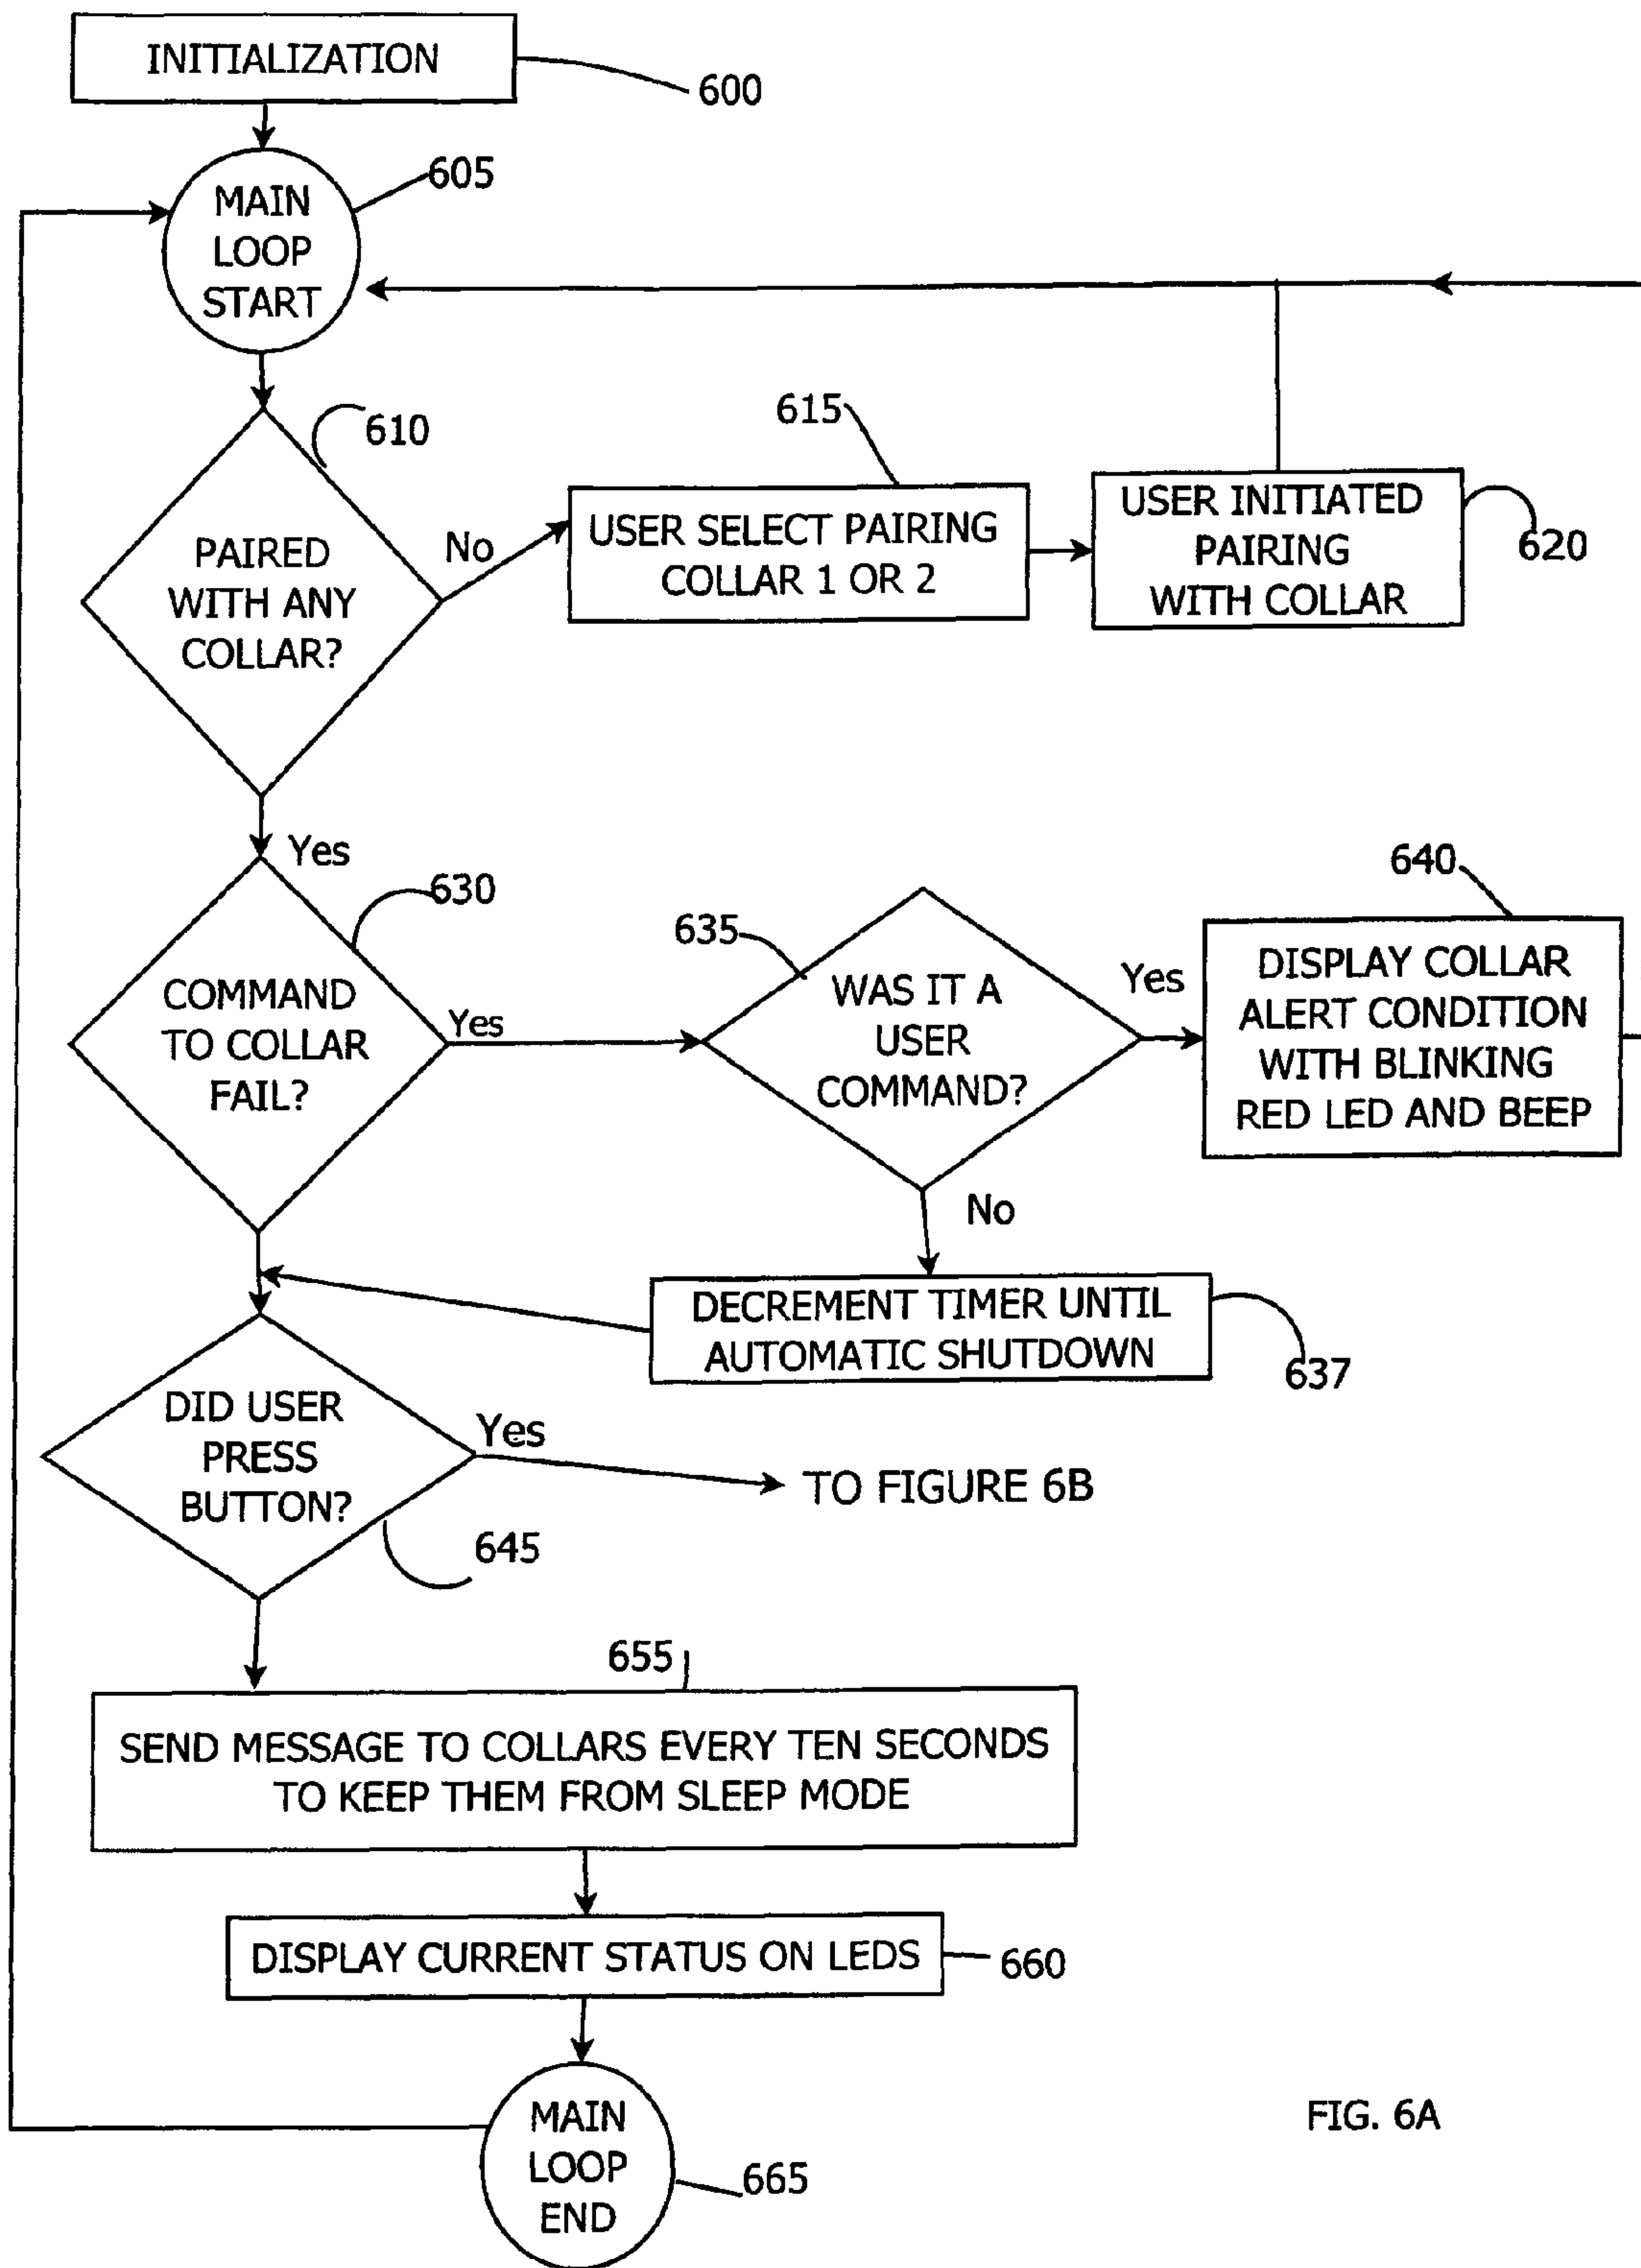 INITIALIZATION
600
MAIN
LOOP
START
605
PAIRED
WITH ANY
COLLAR?
610
No
615
USER SELECT PAIRING
COLLAR 1 OR 2
USER INITIATED
PAIRING
WITH COLLAR
620
Yes
630
COMMAND
TO COLLAR
FAIL?
Yes
635
WAS IT A
USER
COMMAND?
Yes
640
DISPLAY COLLAR
ALERT CONDITION
WITH BLINKING
RED LED AND BEEP
No
DECREMENT TIMER UNTIL
AUTOMATIC SHUTDOWN
637
DID USER
PRESS
BUTTON?
Yes
TO FIGURE 6B
645
655
SEND MESSAGE TO COLLARS EVERY TEN SECONDS
TO KEEP THEM FROM SLEEP MODE
DISPLAY CURRENT STATUS ON LEDS
660
MAIN
LOOP
END
665
FIG. 6A